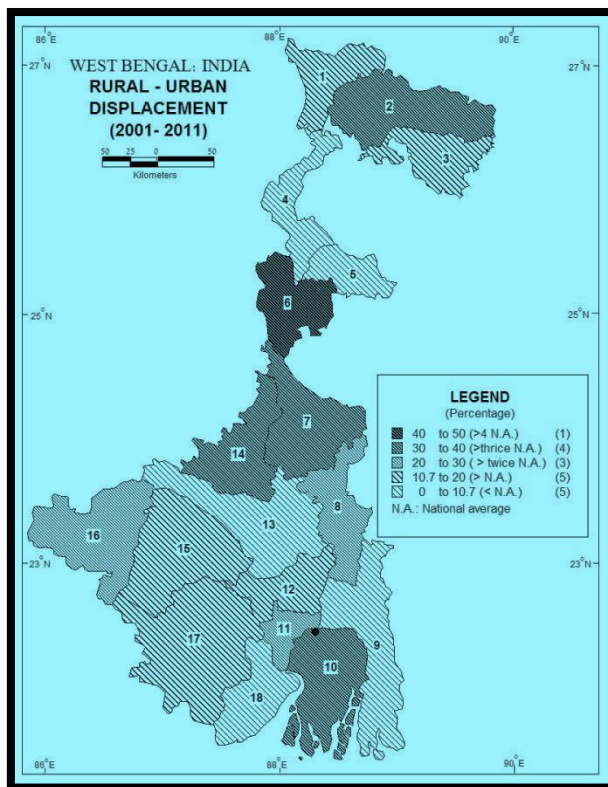 86°E 88°E 90°E
27°N 27°N
WEST BENGAL: INDIA
RURAL - URBAN
DISPLACEMENT
(2001- 2011)
50 25 0 50
Kilometers
1
2
3
4
5
6
25°N 25°N
7
14
LEGEND
(Percentage)
40 to 50 (>4 N.A.) (1)
30 to 40 (>thrice N.A.) (4)
20 to 30 ( > twice N.A.) (3)
10.7 to 20 (> N.A.) (5)
0 to 10.7 (< N.A.) (5)
N.A.: National average
8
13
16
15
23°N 23°N
12
11
17
9
10
18
86°E 88°E 90°E